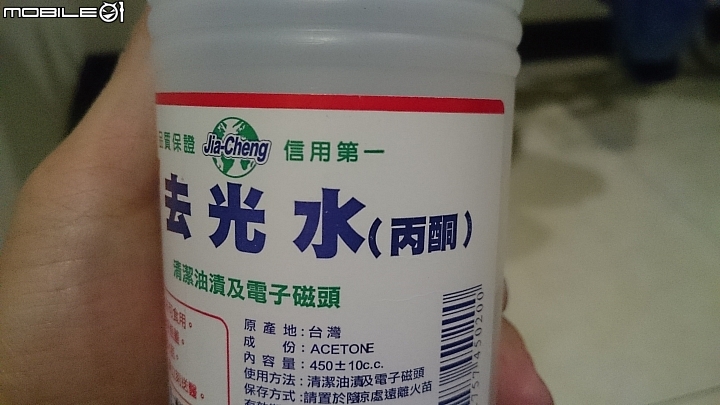 MOBILE01
品質保證 Jia-Cheng 信用第一
去光水(丙酮)
清潔油漬及電子磁頭
原產地:台灣
成份:ACETONE
內容量:450±10c.c.
使用方法:清潔油漬及電子磁頭
保存方式:請置於陰涼處遠離火苗
食用。
757450200